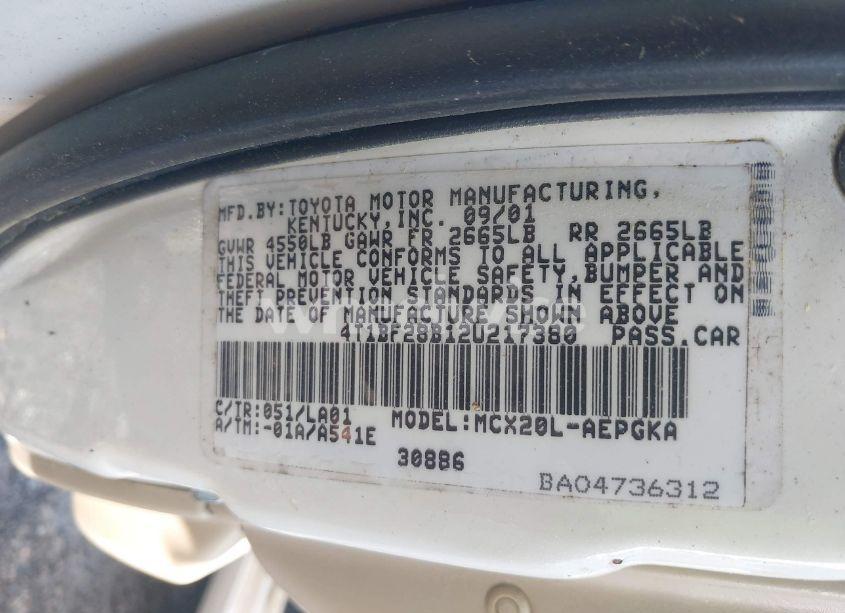 MFD.BY:TOYOTA MOTOR MANUFACTURING,
KENTUCKY,INC. 09/01
GVWR 4550LB GAWR FR 2665LB RR 2665LB
THIS VEHICLE CONFORMS TO ALL APPLICABLE
FEDERAL MOTOR VEHICLE SAFETY,BUMPER AND
THEFT PREVENTION STANDARDS IN EFFECT ON
THE DATE OF MANUFACTURE SHOWN ABOVE
4T1BF28B12U217380 PASS.CAR
C/TR:051/LA01 MODEL:MCX20L-AEPGKA
A/TM:-01A/A541E
30886
BA04736312